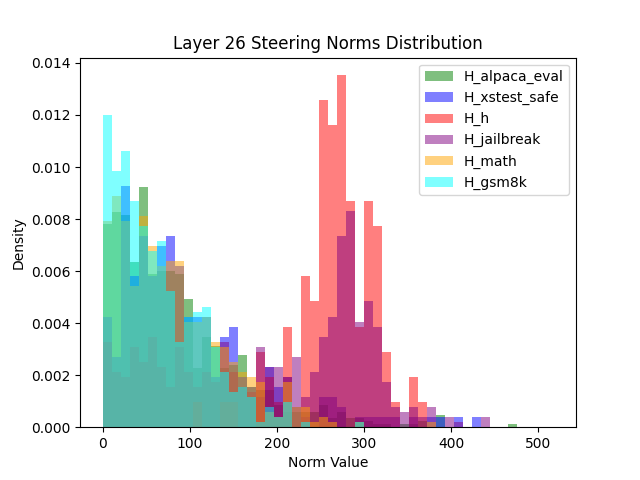 Layer 26 Steering Norms Distribution
0.014
0.012
0.010
0.008
0.006
0.004
0.002
0.000
Density
0
100
200
300
400
500
Norm Value
H_alpaca_eval
H_xstest_safe
H_h
H_jailbreak
H_math
H_gsm8k